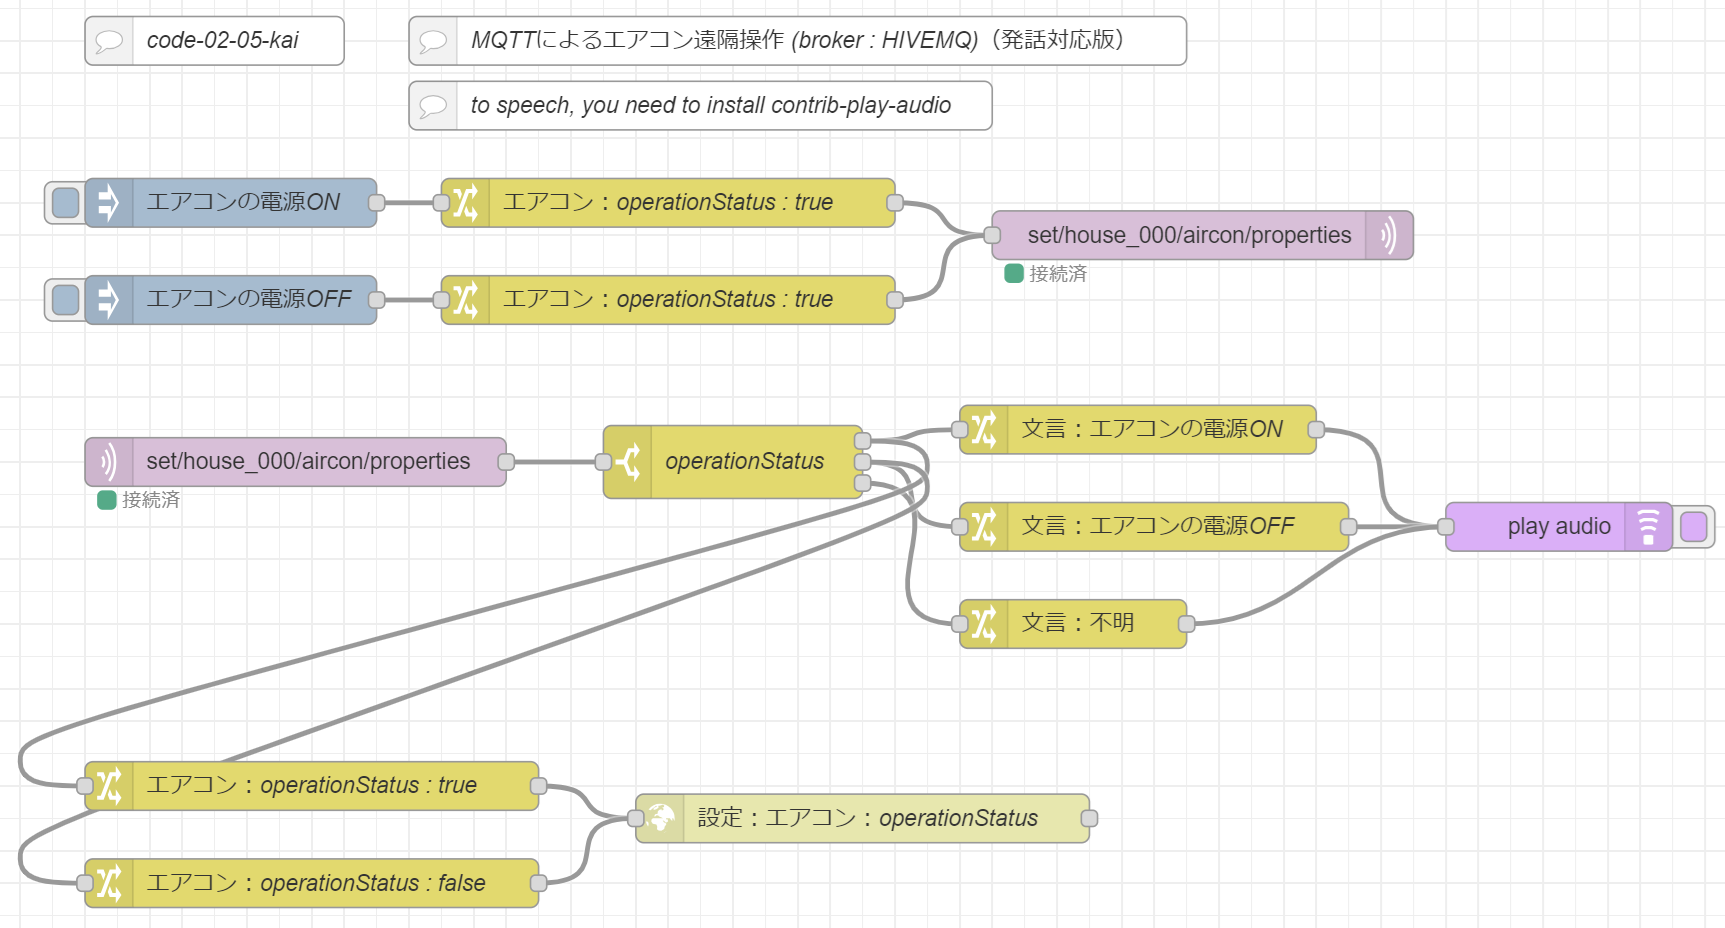 code-02-05-kai
MQTTによるエアコン遠隔操作 (broker : HIVEMQ)（発話対応版）
to speech, you need to install contrib-play-audio
エアコンの電源ON
エアコン：operationStatus : true
set/house_000/aircon/properties
接続済
エアコンの電源OFF
エアコン：operationStatus : true
set/house_000/aircon/properties
接続済
operationStatus
文言：エアコンの電源ON
文言：エアコンの電源OFF
文言：不明
play audio
エアコン：operationStatus : true
エアコン：operationStatus : false
設定：エアコン：operationStatus